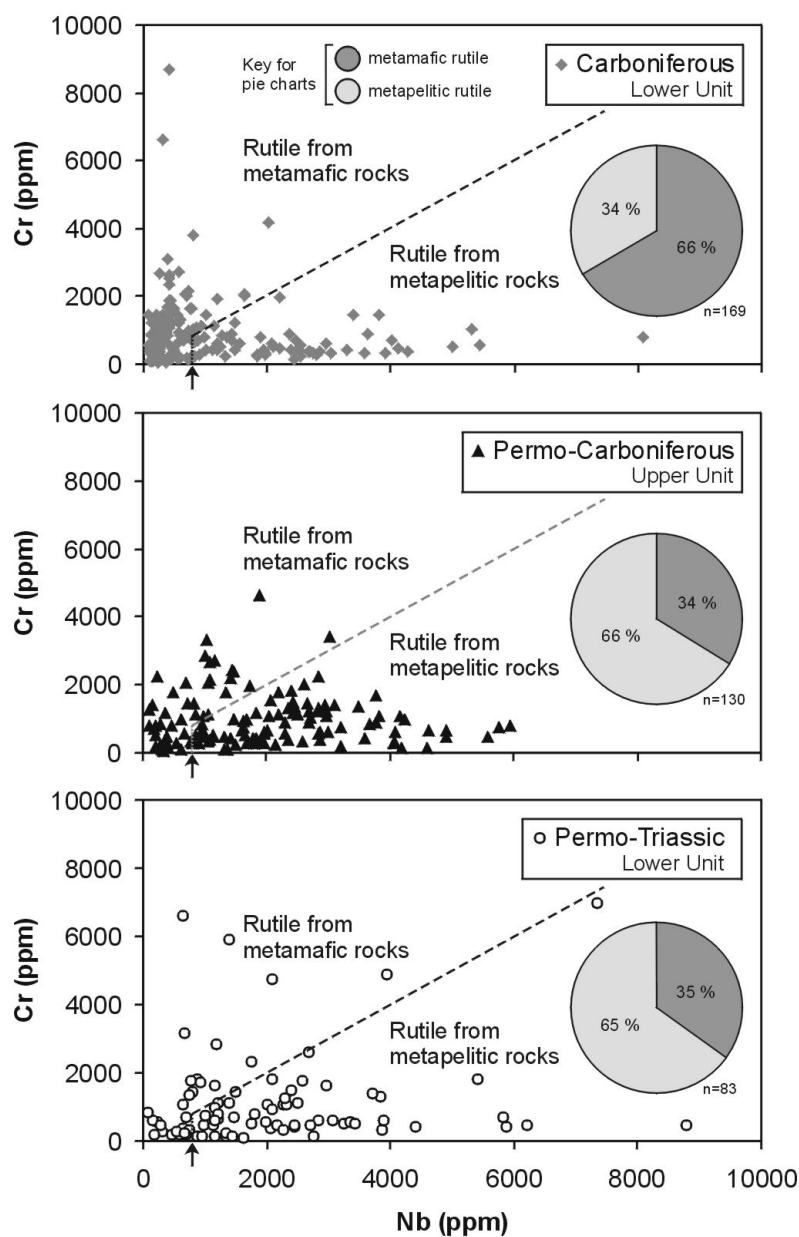 10000
8000
6000
4000
2000
0
Cr (ppm)
Key for
pie charts
metamafic rutile
metapelitic rutile
Carboniferous
Lower Unit
Rutile from
metamafic rocks
Rutile from
metapelitic rocks
34 %
66 %
n=169
10000
8000
6000
4000
2000
0
Cr (ppm)
Permo-Carboniferous
Upper Unit
Rutile from
metamafic rocks
Rutile from
metapelitic rocks
34 %
66 %
n=130
10000
8000
6000
4000
2000
0
Cr (ppm)
Permo-Triassic
Lower Unit
Rutile from
metamafic rocks
Rutile from
metapelitic rocks
35 %
65 %
n=83
0 2000 4000 6000 8000 10000
Nb (ppm)